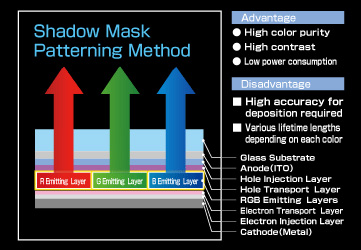 Shadow Mask
Patterning Method
R Emitting Layer
G Emitting Layer
B Emitting Layer
Advantage
● High color purity
● High contrast
● Low power consumption
Disadvantage
■ High accuracy for
deposition required
■ Various lifetime lengths
depending on each color
Glass Substrate
Anode(ITO)
Hole Injection Layer
Hole Transport Layer
RGB Emitting Layers
Electron Transport Layer
Electron Injection Layer
Cathode(Metal)